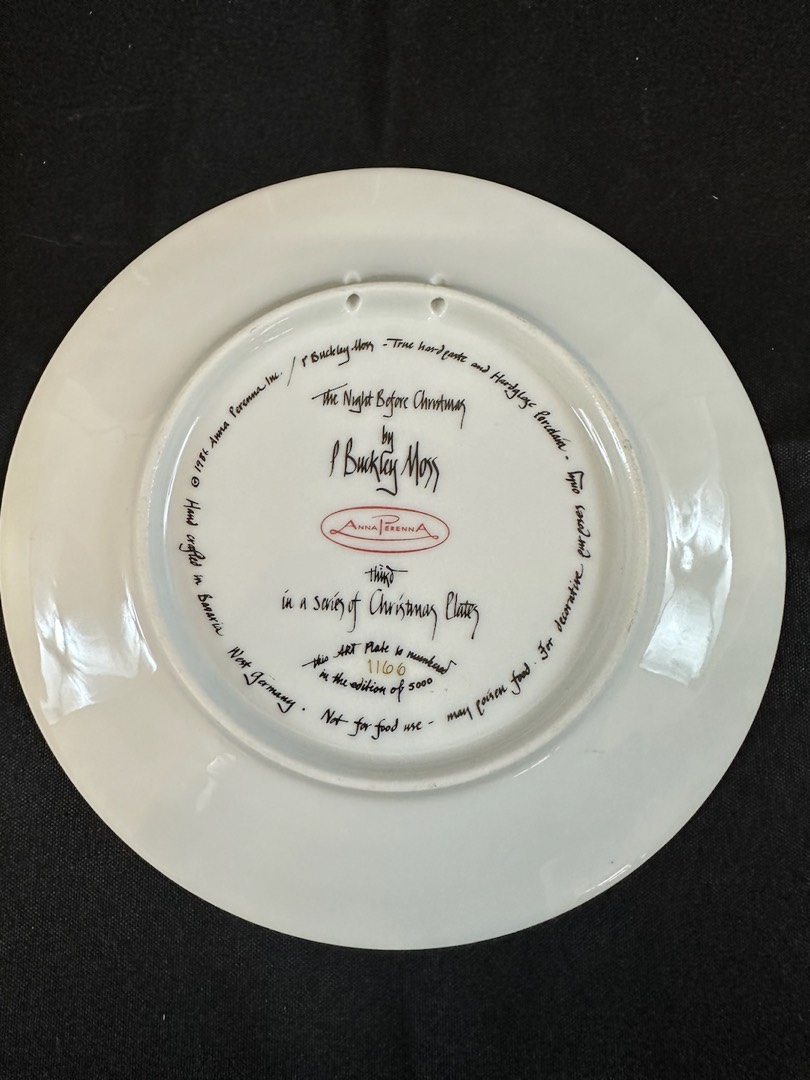 © 1986 Anna Perenna Inc. / P Buckley Moss - True hardpaste and Hardglaze Porcelain -
The Night Before Christmas
by
P Buckley Moss
ANNA PERENNA
third
in a series of Christmas Plates
this ART Plate is numbered
1166
in the edition of 5000
Hand crafted in Bavaria West Germany. Not for food use - may poison food. For decorative purposes only